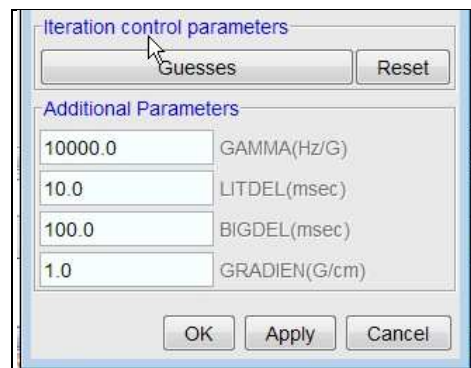 Iteration control parameters
Guesses Reset
Additional Parameters
10000.0 GAMMA(Hz/G)
10.0 LITDEL(msec)
100.0 BIGDEL(msec)
1.0 GRADIEN(G/cm)
OK Apply Cancel